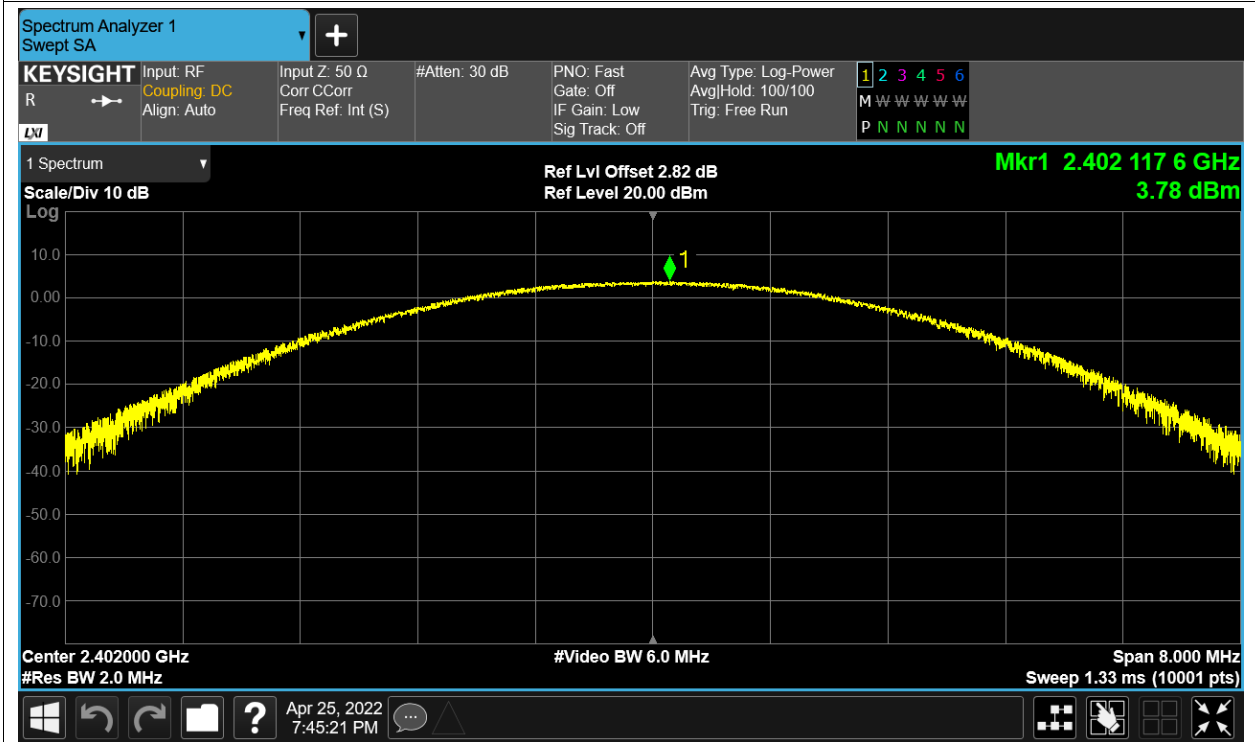 Spectrum Analyzer 1
Swept SA
+
KEYSIGHT
R
LXI
Input: RF
Coupling: DC
Align: Auto
Input Z: 50 Ω
Corr CCorr
Freq Ref: Int (S)
#Atten: 30 dB
PNO: Fast
Gate: Off
IF Gain: Low
Sig Track: Off
Avg Type: Log-Power
Avg|Hold: 100/100
Trig: Free Run
1 2 3 4 5 6
M W W W W W
P N N N N N
1 Spectrum
Scale/Div 10 dB
Log
Ref Lvl Offset 2.82 dB
Ref Level 20.00 dBm
Mkr1 2.402 117 6 GHz
3.78 dBm
1
10.0
0.00
-10.0
-20.0
-30.0
-40.0
-50.0
-60.0
-70.0
Center 2.402000 GHz
#Res BW 2.0 MHz
#Video BW 6.0 MHz
Span 8.000 MHz
Sweep 1.33 ms (10001 pts)
?
Apr 25, 2022
7:45:21 PM